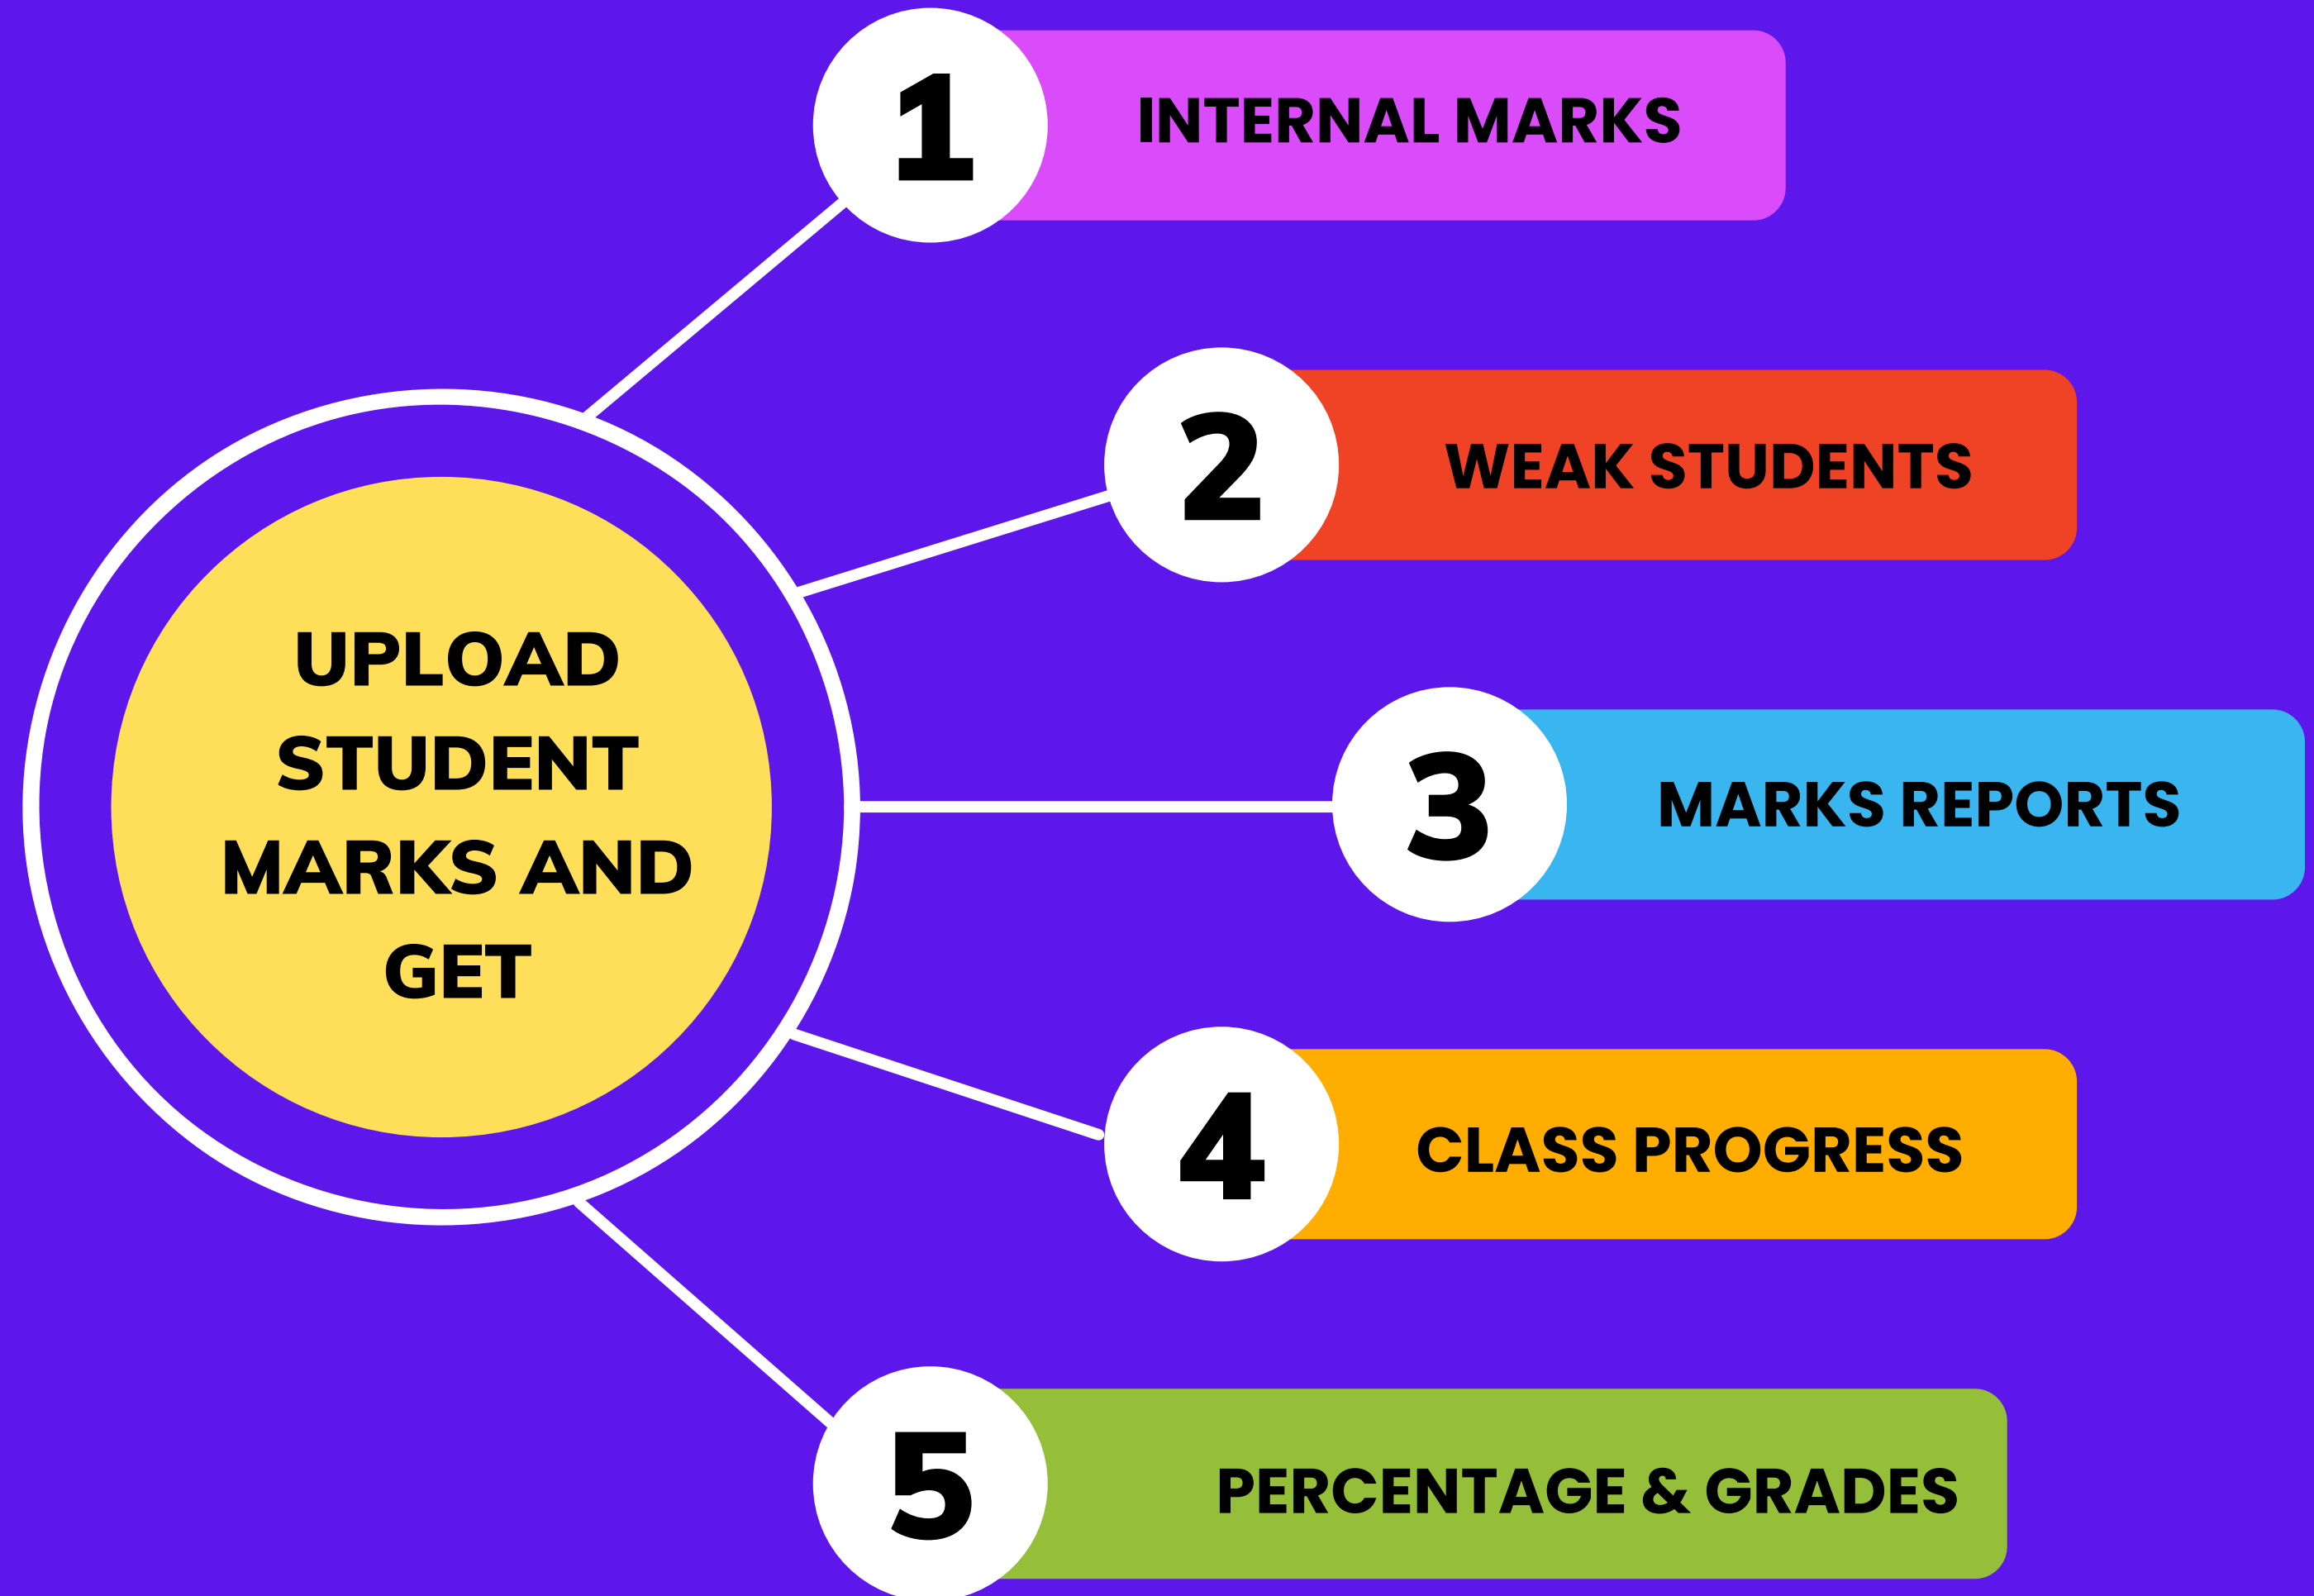 UPLOAD
STUDENT
MARKS AND
GET
1
INTERNAL MARKS
2
WEAK STUDENTS
3
MARKS REPORTS
4
CLASS PROGRESS
5
PERCENTAGE & GRADES